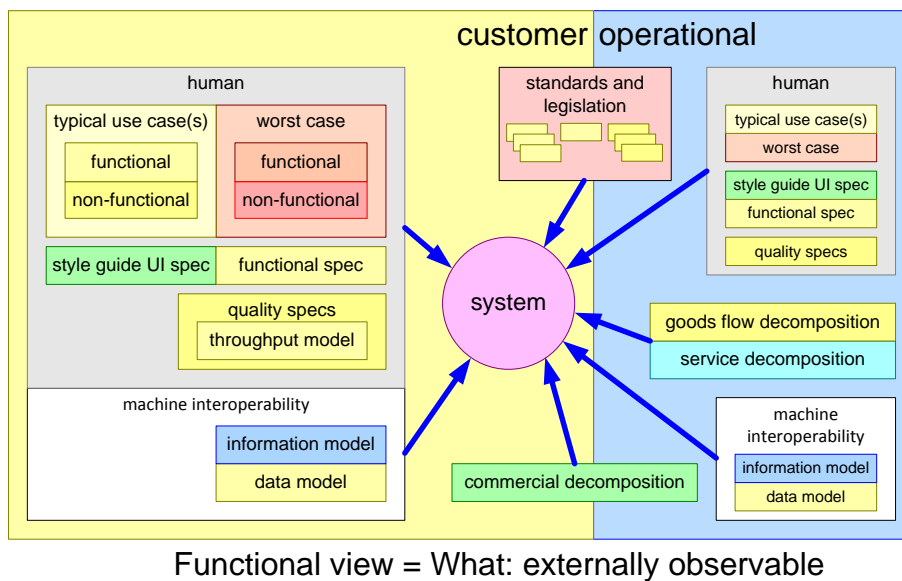 customer operational
human
typical use case(s)
functional
non-functional
worst case
functional
non-functional
style guide UI spec
functional spec
quality specs
throughput model
machine interoperability
information model
data model
standards and
legislation
system
commercial decomposition
human
typical use case(s)
worst case
style guide UI spec
functional spec
quality specs
goods flow decomposition
service decomposition
machine
interoperability
information model
data model
Functional view = What: externally observable